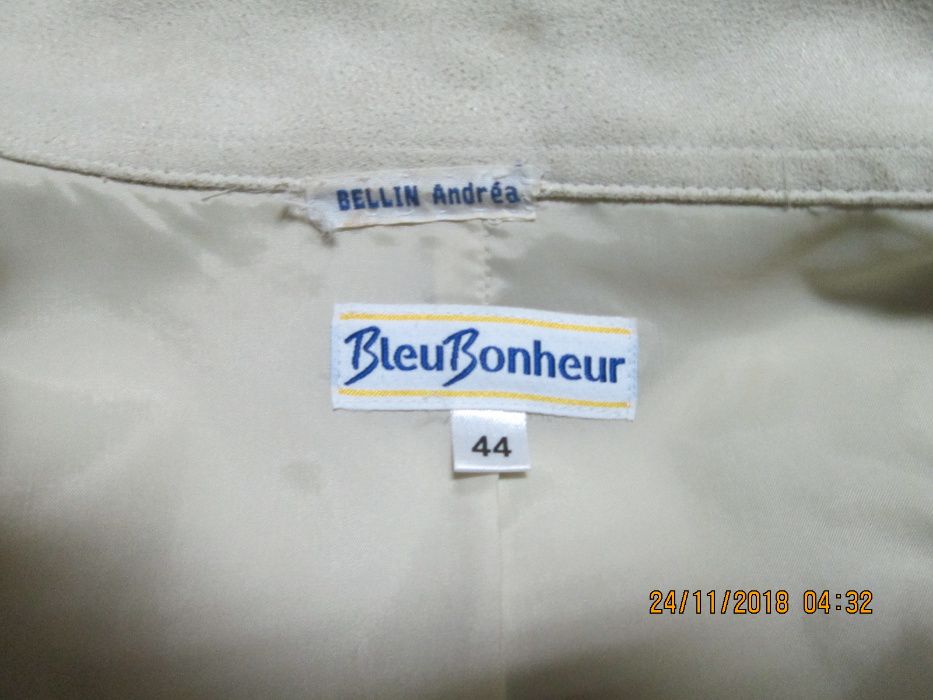 BELLIN Andréa
BleuBonheur
44
24/11/2018 04:32